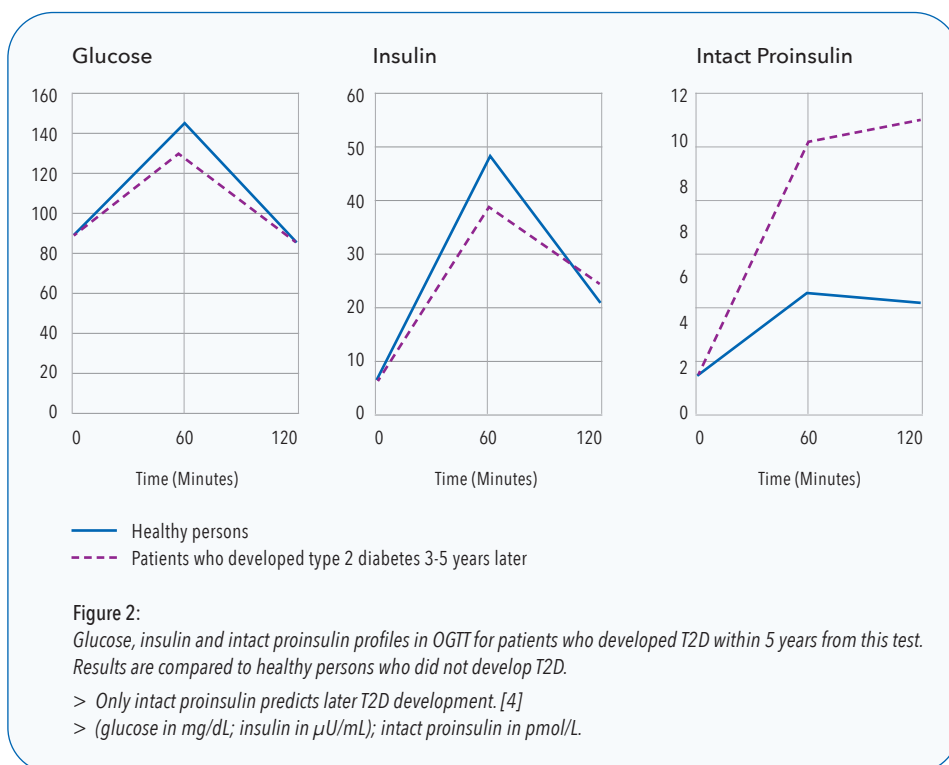 Glucose
160
140
120
100
80
60
40
20
0
0 60 120
Time (Minutes)
Insulin
60
50
40
30
20
10
0
0 60 120
Time (Minutes)
Intact Proinsulin
12
10
8
8
6
4
2
0
0 60 120
Time (Minutes)
Healthy persons
Patients who developed type 2 diabetes 3-5 years later
Figure 2:
Glucose, insulin and intact proinsulin profiles in OGTT for patients who developed T2D within 5 years from this test.
Results are compared to healthy persons who did not develop T2D.
> Only intact proinsulin predicts later T2D development. [4]
> (glucose in mg/dL; insulin in µU/mL); intact proinsulin in pmol/L.